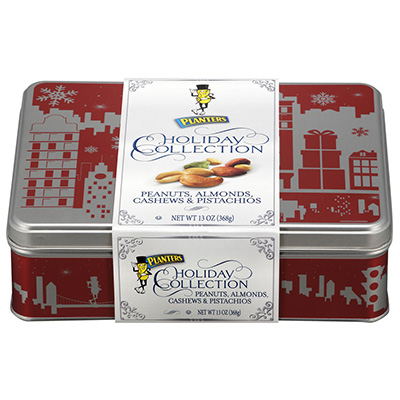 PLANTERS
HOLIDAY
COLLECTION
PEANUTS, ALMONDS,
CASHEWS & PISTACHIOS
NET WT 13 OZ (368g)
PLANTERS
HOLIDAY
COLLECTION
PEANUTS, ALMONDS,
CASHEWS & PISTACHIOS
NET WT 13 OZ (368g)